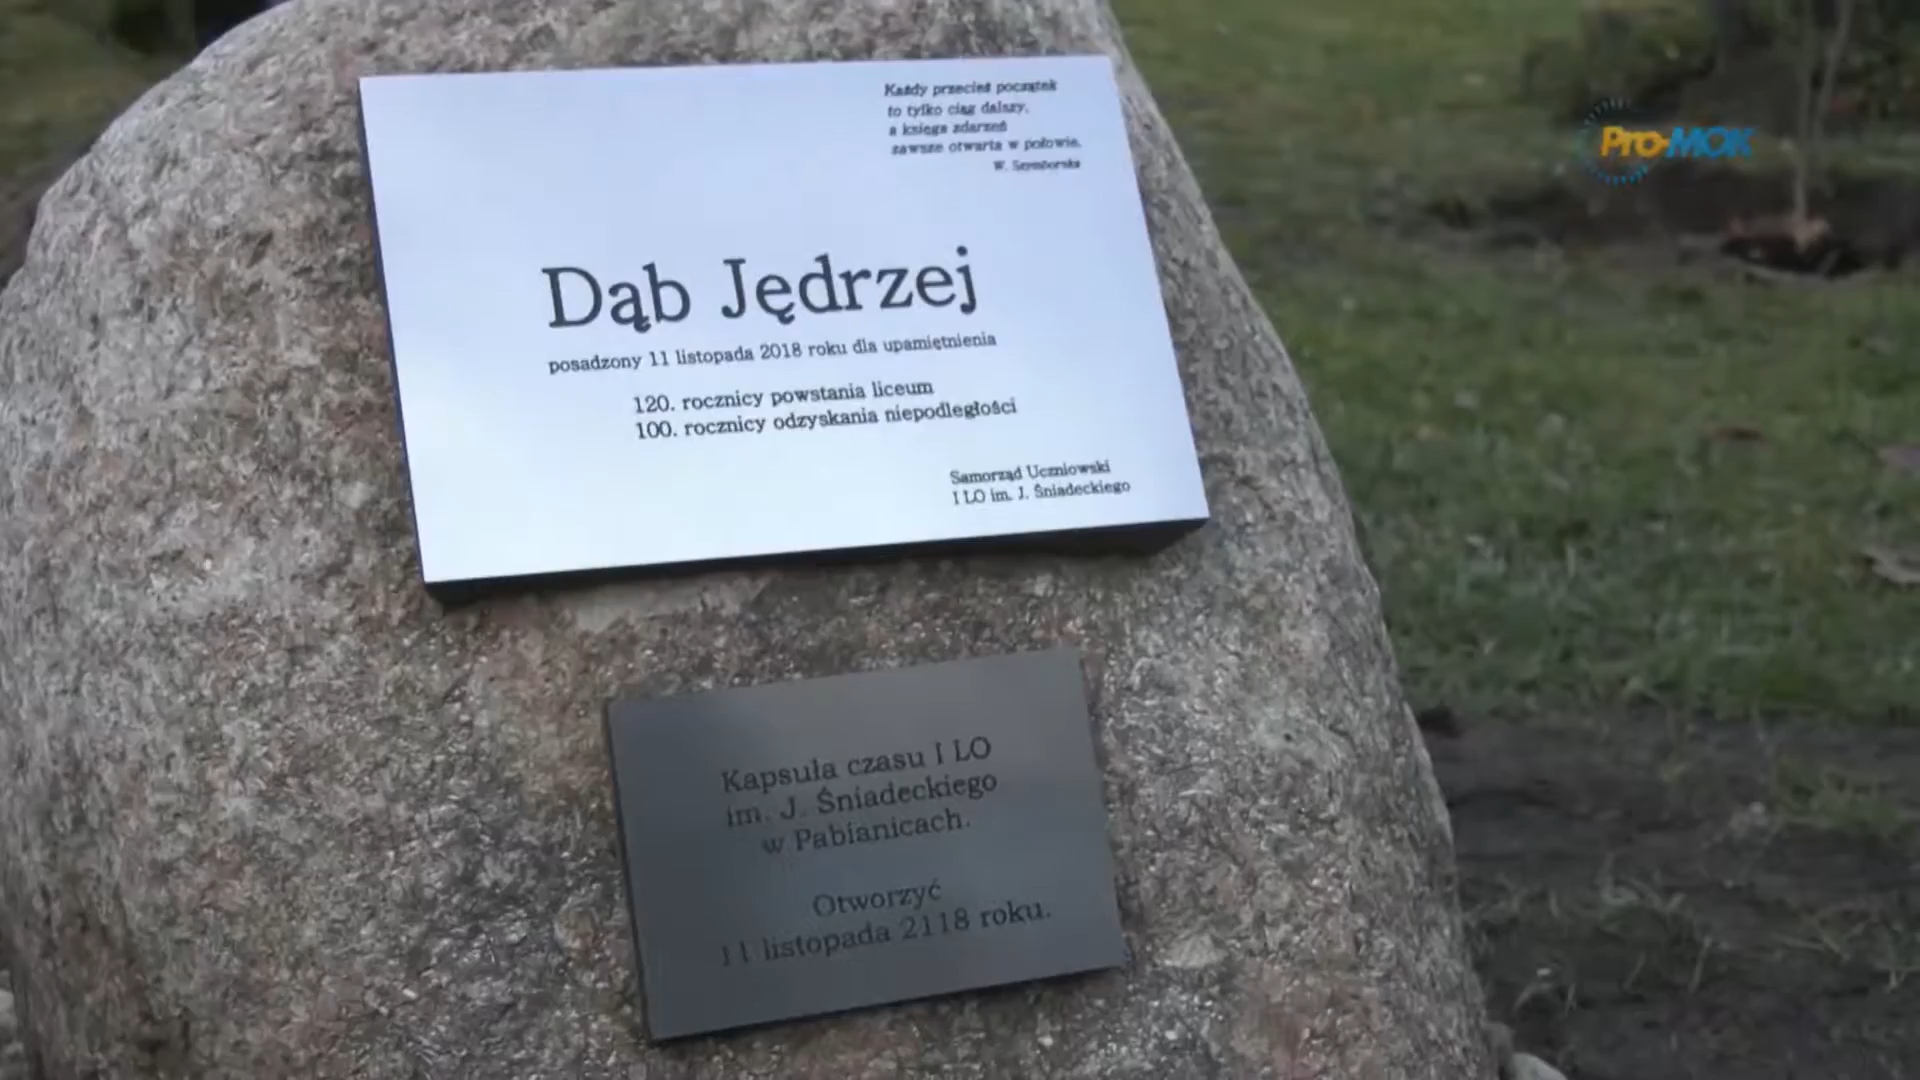 Każdy przecież początek
to tylko ciąg dalszy,
a księga zdarzeń
zawsze otwarta w połowie.
W. Szymborska
Dąb Jędrzej
posadzony 11 listopada 2018 roku dla upamiętnienia
120. rocznicy powstania liceum
100. rocznicy odzyskania niepodległości
Samorząd Uczniowski
I LO im. J. Śniadeckiego
Kapsuła czasu I LO
im. J. Śniadeckiego
w Pabianicach.
Otworzyć
11 listopada 2118 roku.
Pro-MOK